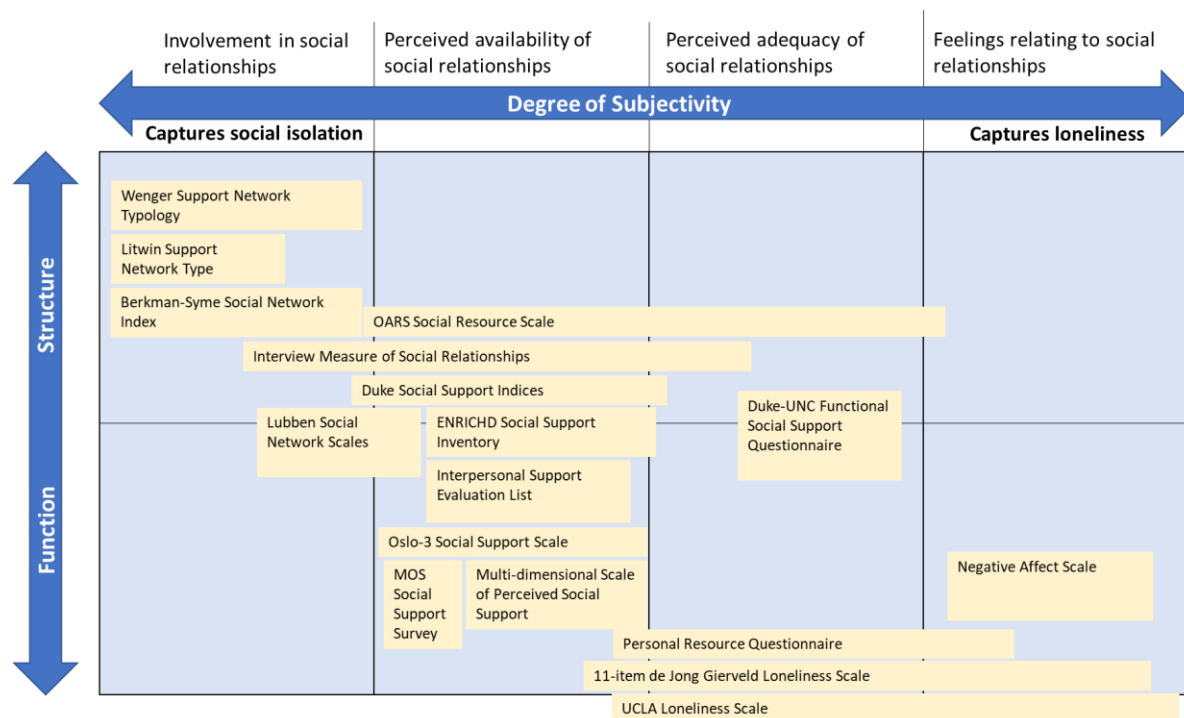 Involvement in social
relationships
Perceived availability of
social relationships
Perceived adequacy of
social relationships
Feelings relating to social
relationships
Degree of Subjectivity
Captures social isolation
Captures loneliness
Structure
Function
Wenger Support Network
Typology
Litwin Support
Network Type
Berkman-Syme Social Network
Index
OARS Social Resource Scale
Interview Measure of Social Relationships
Duke Social Support Indices
Lubben Social
Network Scales
ENRICHD Social Support
Inventory
Duke-UNC Functional
Social Support
Questionnaire
Interpersonal Support
Evaluation List
Oslo-3 Social Support Scale
MOS
Social
Support
Survey
Multi-dimensional Scale
of Perceived Social
Support
Negative Affect Scale
Personal Resource Questionnaire
11-item de Jong Gierveld Loneliness Scale
UCLA Loneliness Scale